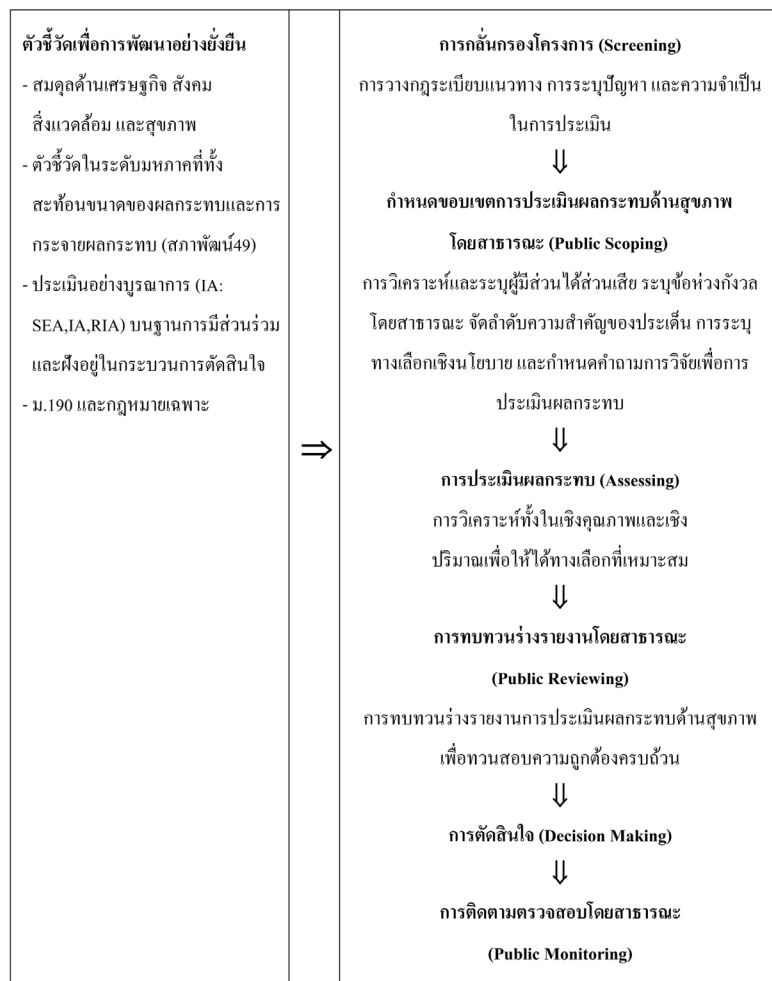 ตัวชี้วัดเพื่อการพัฒนาอย่างยั่งยืน
- สมดุลด้านเศรษฐกิจ สังคม
สิ่งแวดล้อม และสุขภาพ
- ตัวชี้วัดในระดับมหภาคที่ทั้ง
สะท้อนขนาดของผลกระทบและการ
กระจายผลกระทบ (สภาพัฒน์49)
- ประเมินอย่างบูรณาการ (IA:
SEA,IA,RIA) บนฐานการมีส่วนร่วม
และฝังอยู่ในกระบวนการตัดสินใจ
- ม.190 และกฎหมายเฉพาะ
⇒
การกลั่นกรองโครงการ (Screening)
การวางกฎระเบียบแนวทาง การระบุปัญหา และความจำเป็น
ในการประเมิน
⇓
กำหนดขอบเขตการประเมินผลกระทบด้านสุขภาพ
โดยสาธารณะ (Public Scoping)
การวิเคราะห์และระบุผู้มีส่วนได้ส่วนเสีย ระบุข้อห่วงกังวล
โดยสาธารณะ จัดลำดับความสำคัญของประเด็น การระบุ
ทางเลือกเชิงนโยบาย และกำหนดคำถามการวิจัยเพื่อการ
ประเมินผลกระทบ
⇓
การประเมินผลกระทบ (Assessing)
การวิเคราะห์ทั้งในเชิงคุณภาพและเชิง
ปริมาณเพื่อให้ได้ทางเลือกที่เหมาะสม
⇓
การทบทวนร่างรายงานโดยสาธารณะ
(Public Reviewing)
การทบทวนร่างรายงานการประเมินผลกระทบด้านสุขภาพ
เพื่อทวนสอบความถูกต้องครบถ้วน
⇓
การตัดสินใจ (Decision Making)
⇓
การติดตามตรวจสอบโดยสาธารณะ
(Public Monitoring)